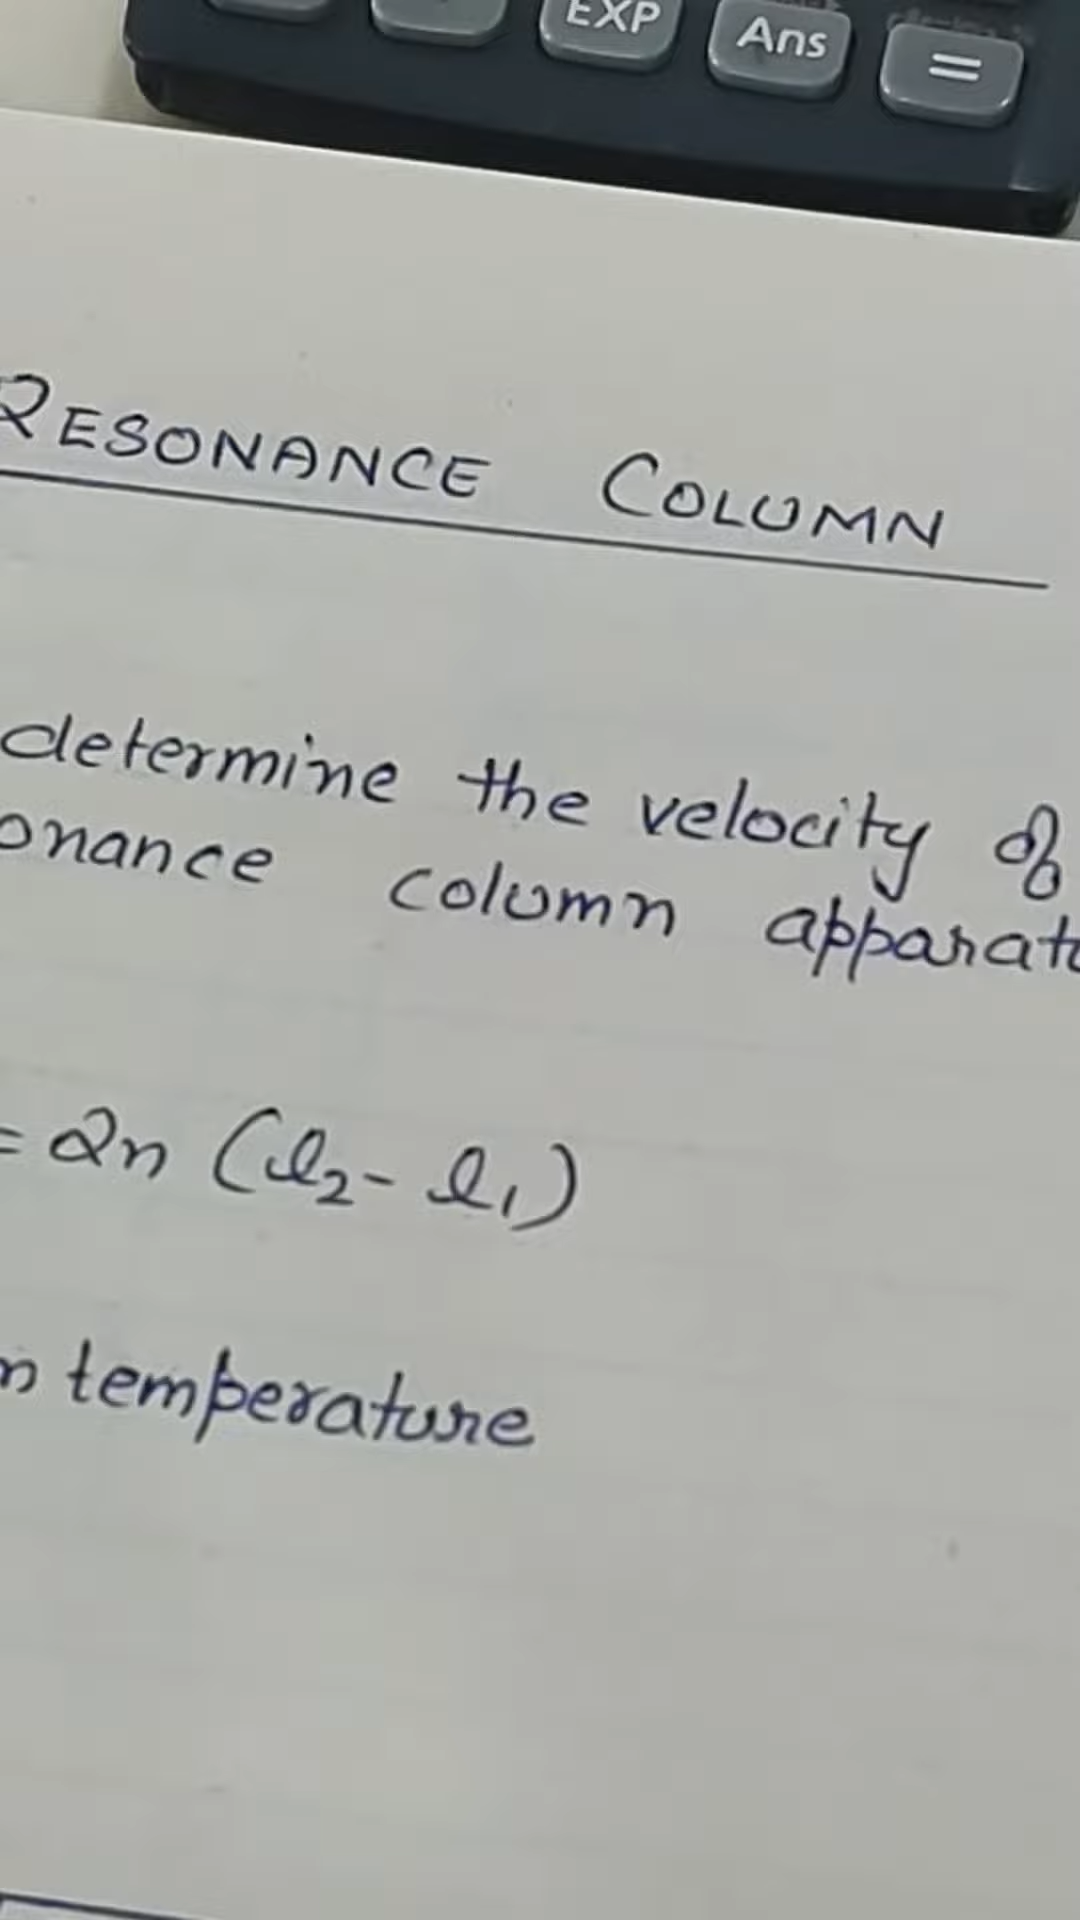 EXP Ans =
RESONANCE COLUMN
determine the velocity of
onance column apparat
= 2n (l₂ - l₁)
n temperature